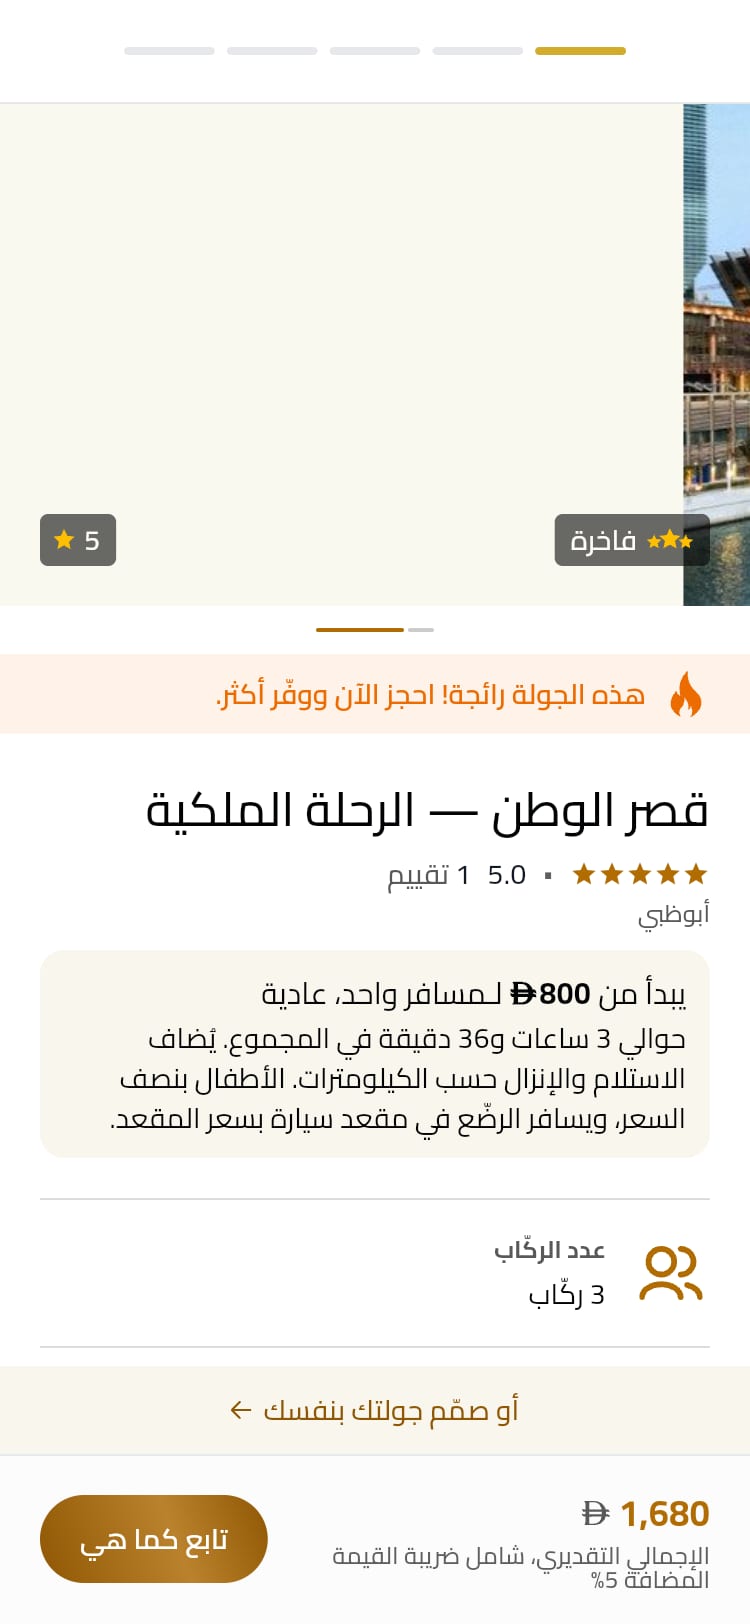 فاخرة
5
هذه الجولة رائجة! احجز الآن ووفّر أكثر.
قصر الوطن — الرحلة الملكية
5.0 1 تقييم
أبوظبي
يبدأ من 800 لـمسافر واحد، عادية
حوالي 3 ساعات و36 دقيقة في المجموع. يُضاف
الاستلام والإنزال حسب الكيلومترات. الأطفال بنصف
السعر، ويسافر الرضّع في مقعد سيارة بسعر المقعد.
عدد الركّاب
3 ركّاب
أو صمّم جولتك بنفسك ←
1,680
الإجمالي التقديري، شامل ضريبة القيمة
المضافة 5%
تابع كما هي